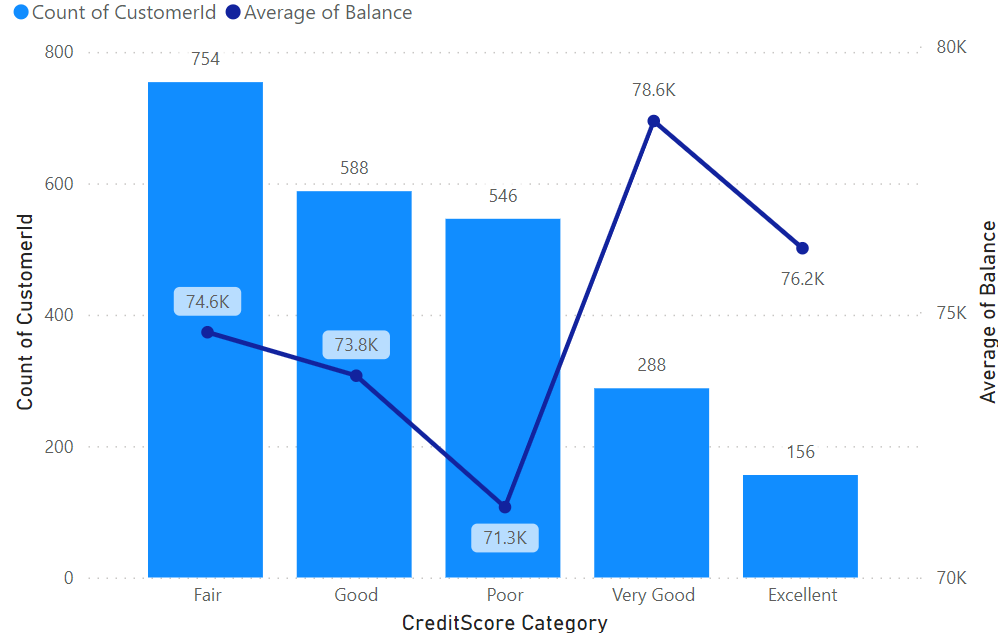 Count of CustomerId Average of Balance
800 754 80K
78.6K
600 588 546
76.2K
400 74.6K 75K
73.8K
288
200 156
71.3K
0 70K
Fair Good Poor Very Good Excellent
CreditScore Category
Count of CustomerId
Average of Balance